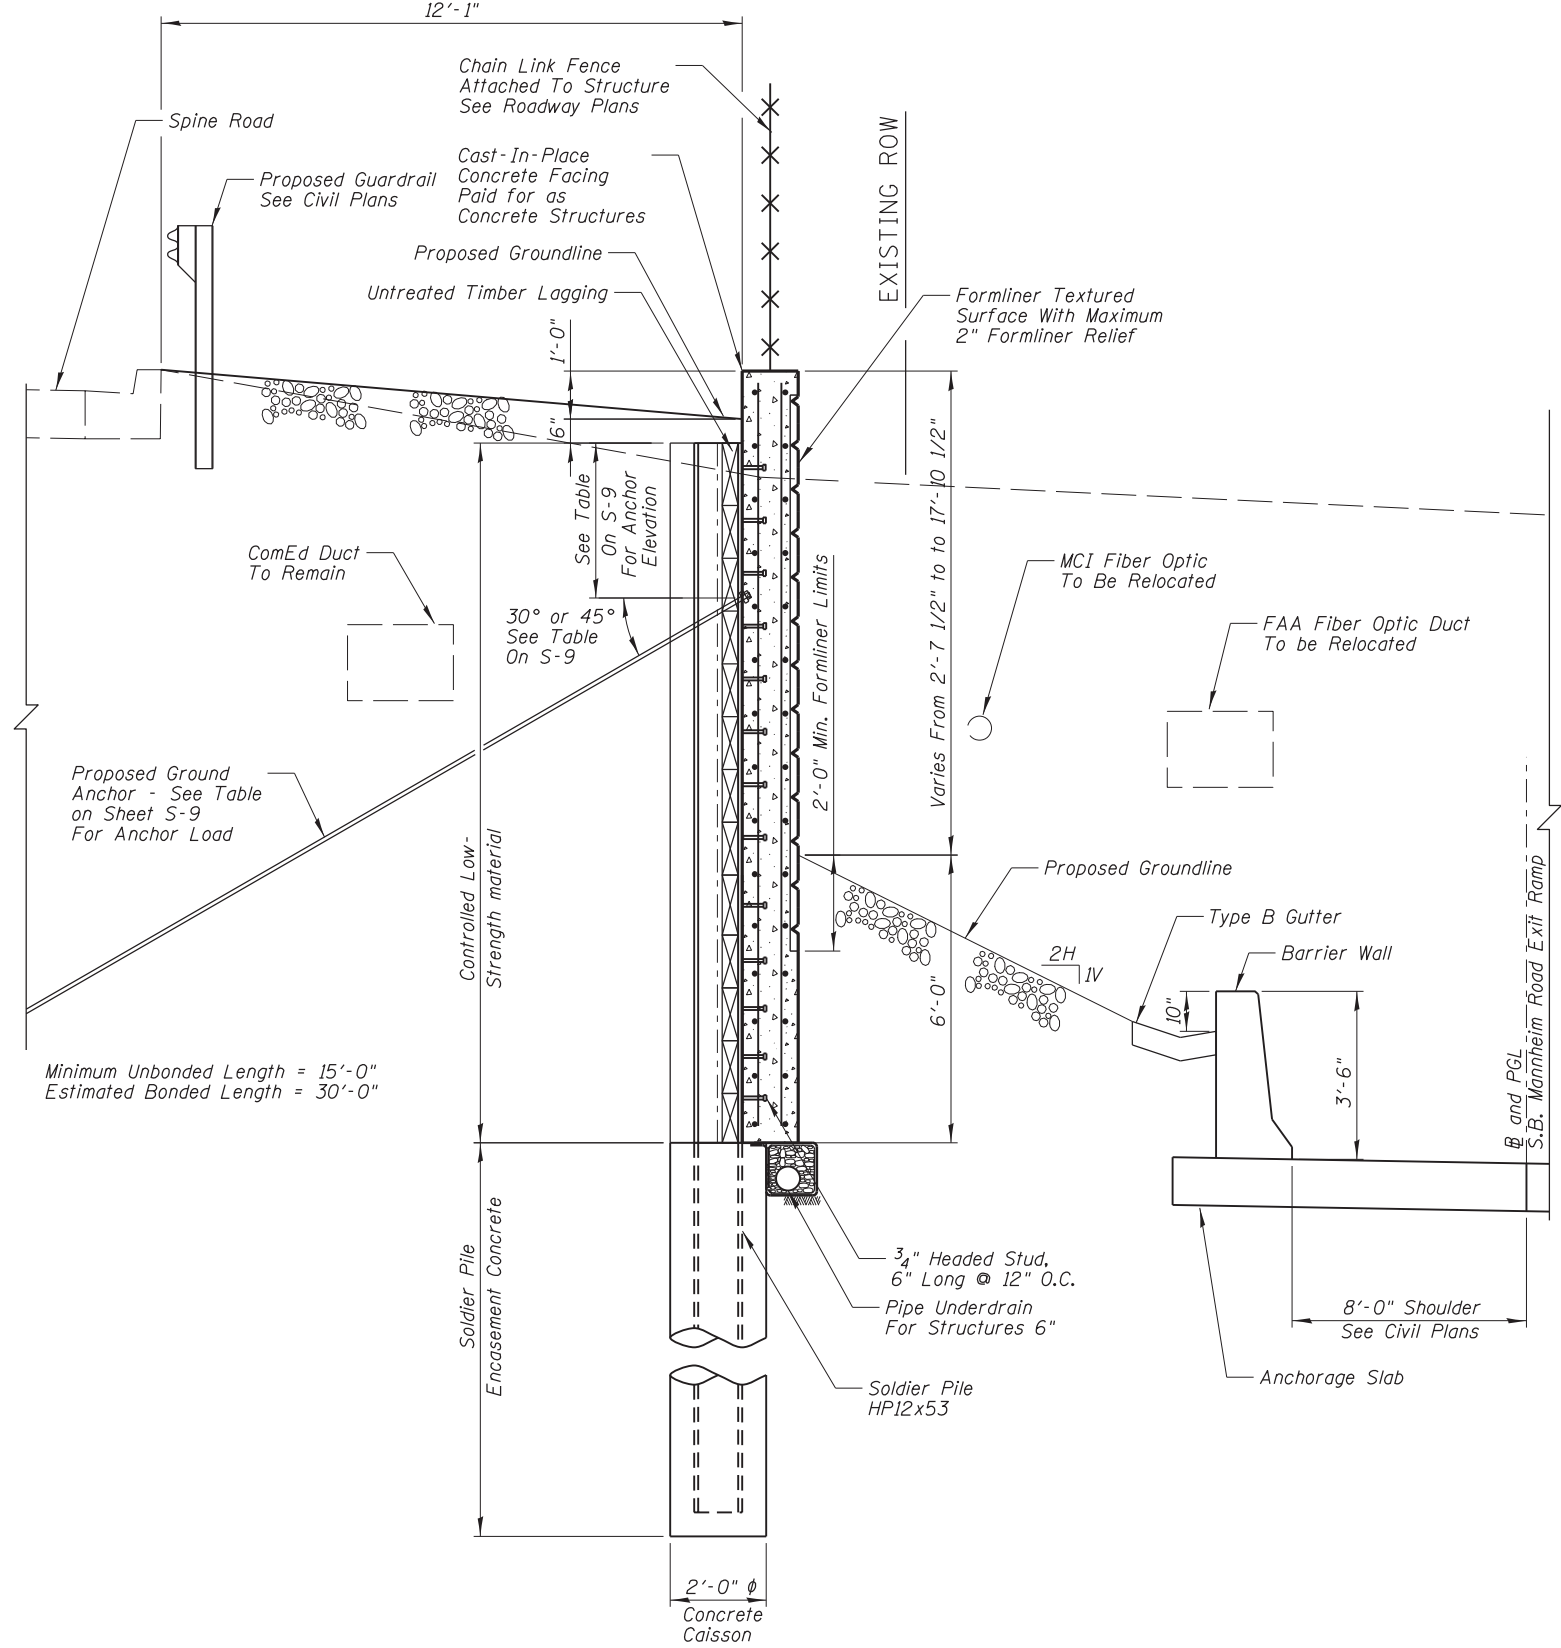 12'-1"
Chain Link Fence
Attached To Structure
See Roadway Plans
Spine Road
Cast-In-Place
Concrete Facing
Paid for as
Concrete Structures
Proposed Guardrail
See Civil Plans
EXISTING ROW
Proposed Groundline
Untreated Timber Lagging
Formliner Textured
Surface With Maximum
2" Formliner Relief
1'-0"
6"
See Table
On S-9
For Anchor
Elevation
Varies From 2'-7 1/2" to to 17'-10 1/2"
2'-0" Min. Formliner Limits
ComEd Duct
To Remain
MCI Fiber Optic
To Be Relocated
30° or 45°
See Table
On S-9
FAA Fiber Optic Duct
To be Relocated
Proposed Ground
Anchor - See Table
on Sheet S-9
For Anchor Load
Controlled Low-
Strength material
Proposed Groundline
Type B Gutter
Barrier Wall
2H
1V
6'-0"
10"
3'-6"
B and PGL
S.B. Mannheim Road Exit Ramp
Minimum Unbonded Length = 15'-0"
Estimated Bonded Length = 30'-0"
Soldier Pile
Encasement Concrete
3/4" Headed Stud,
6" Long @ 12" O.C.
Pipe Underdrain
For Structures 6"
8'-0" Shoulder
See Civil Plans
Anchorage Slab
Soldier Pile
HP12x53
2'-0" ϕ
Concrete
Caisson